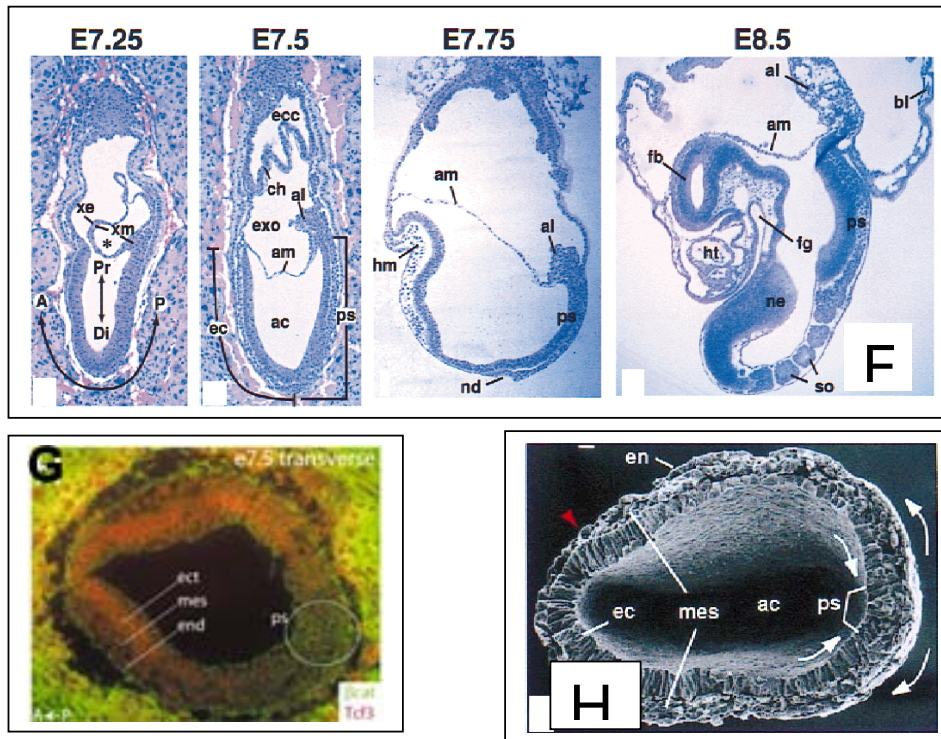 E7.25 E7.5 E7.75 E8.5
al
bl
am
ecc
fb
ch
am
al
xe
exo
al
ps
xm
*
hm
ht
fg
Pr
am
A
P
ac
ps
ne
Di
ec
ps
nd
so
F
G
e7.5 transverse
ect
mes
end
ps
βcat
Tcf3
A◂▸P
en
ec
mes
ac
ps
H